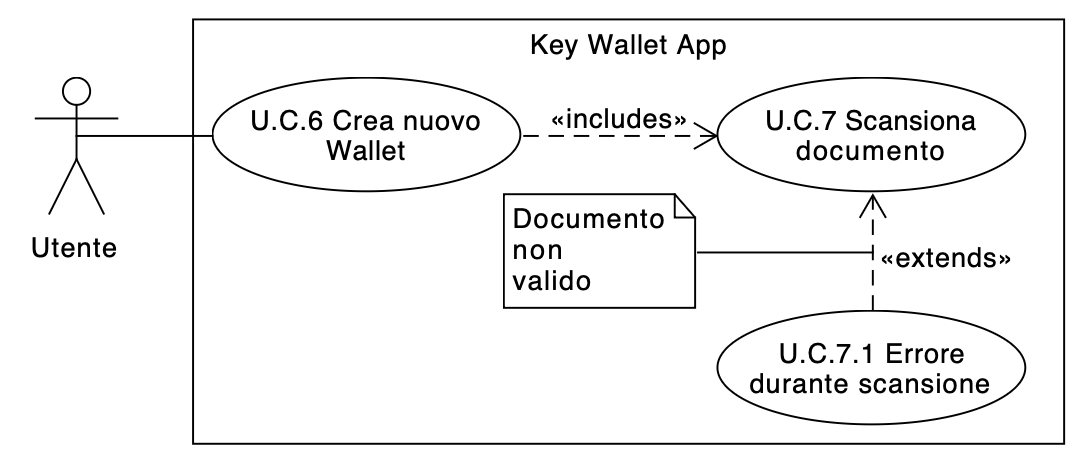 Key Wallet App
U.C.6 Crea nuovo
Wallet
«includes»
U.C.7 Scansiona
documento
Utente
Documento
non
valido
«extends»
U.C.7.1 Errore
durante scansione